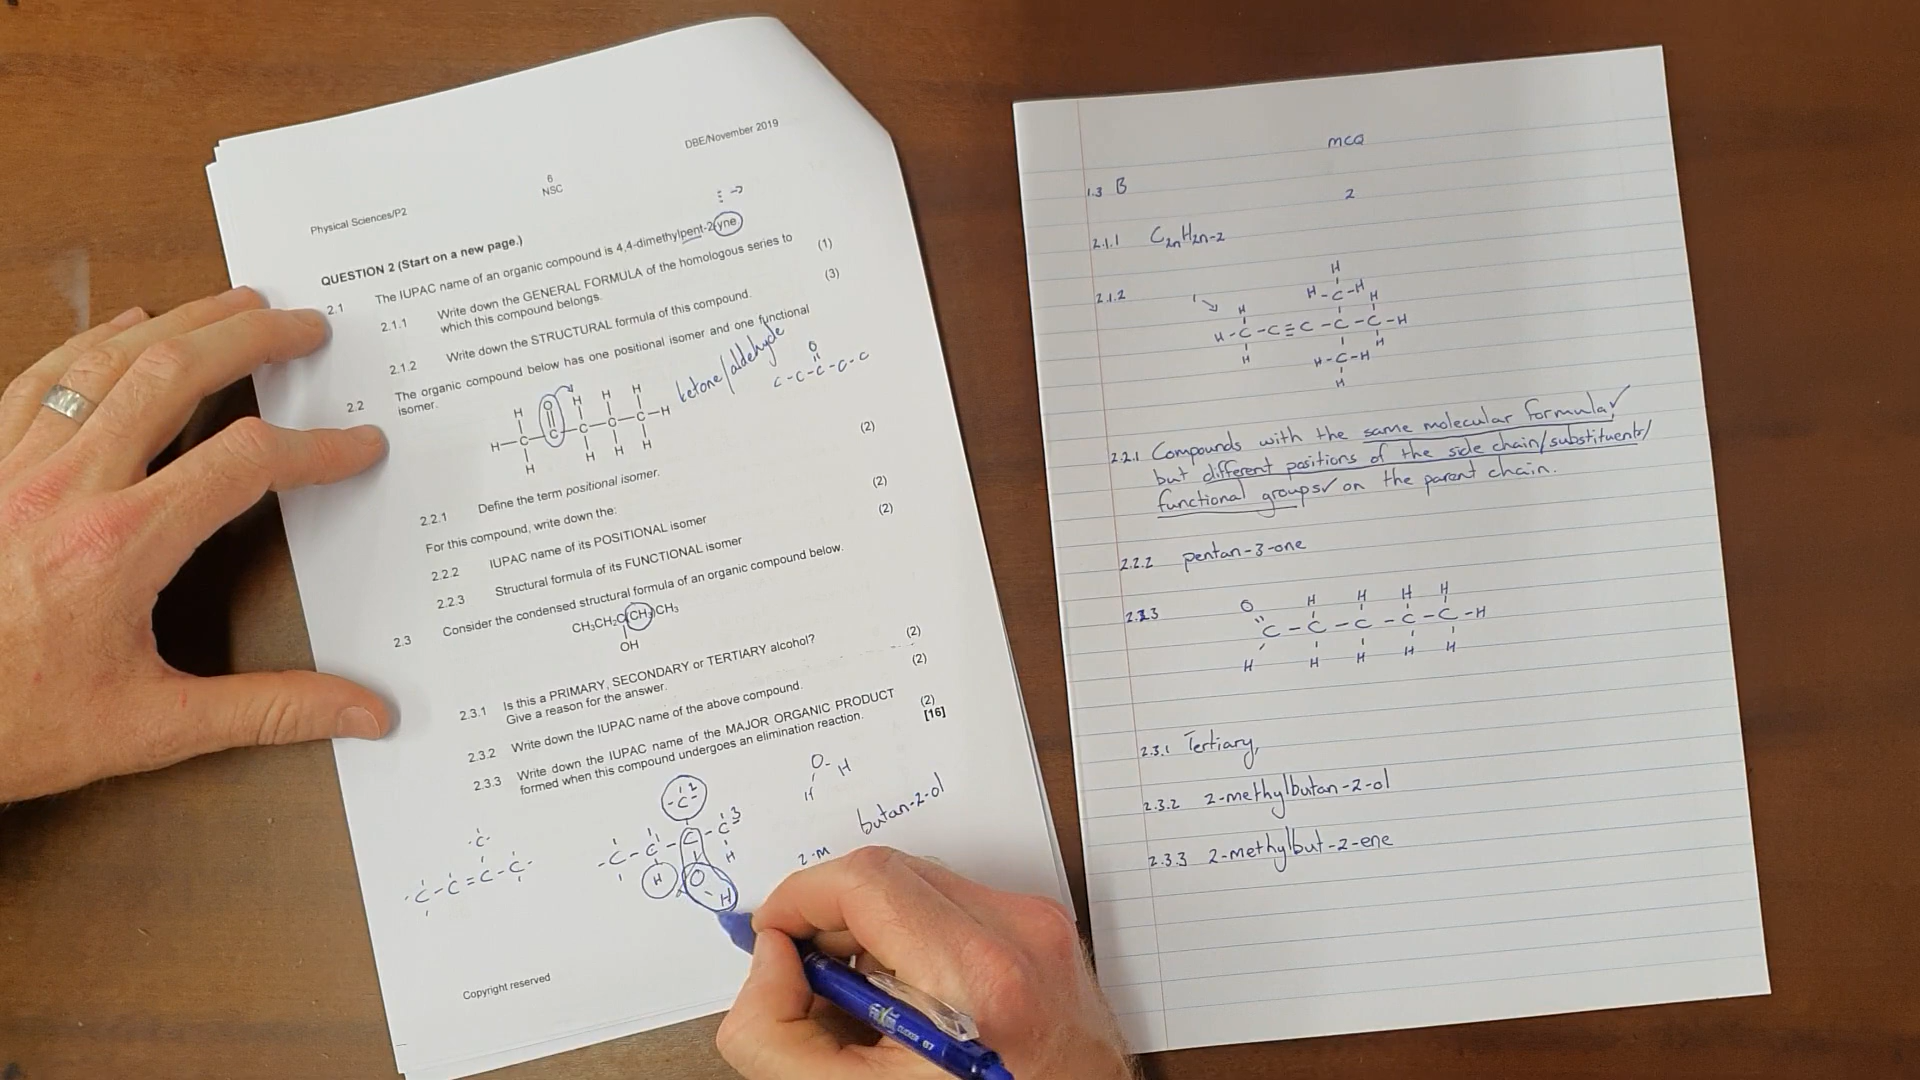 DBE/November 2019
6
NSC
Physical Sciences/P2
QUESTION 2 (Start on a new page.)
2.1 The IUPAC name of an organic compound is 4,4-dimethylpent-2-yne.
2.1.1 Write down the GENERAL FORMULA of the homologous series to
which this compound belongs. (1)
2.1.2 Write down the STRUCTURAL formula of this compound. (3)
2.2 The organic compound below has one positional isomer and one functional
isomer.
ketone/aldehyde
O
C-C-C-C-C
H H H H
O
H C C C C C H
H H H H
2.2.1 Define the term positional isomer. (2)
For this compound, write down the:
2.2.2 IUPAC name of its POSITIONAL isomer (2)
2.2.3 Structural formula of its FUNCTIONAL isomer (2)
2.3 Consider the condensed structural formula of an organic compound below.
CH3CH2C(CH3)CH3
OH
2.3.1 Is this a PRIMARY, SECONDARY or TERTIARY alcohol?
Give a reason for the answer. (2)
2.3.2 Write down the IUPAC name of the above compound. (2)
2.3.3 Write down the IUPAC name of the MAJOR ORGANIC PRODUCT
formed when this compound undergoes an elimination reaction. (2)
[16]
O-H
H
butan-2-ol
2-m
C
C-C=C-C
C 2
C-C-C-C 3
H O H
H
Copyright reserved
MCQ
1.3 B
2
2.1.1 C2nH2n-2
2.1.2
1
H
H-C-H
H H
H-C-C≡C-C-C-H
H H
H-C-H
H
2.2.1 Compounds with the same molecular formula✓
but different positions of the side chain/substituents/
functional groups✓ on the parent chain.
2.2.2 pentan-3-one
2.2.3
O H H H H
C-C-C-C-C-H
H H H H H
2.3.1 Tertiary,
2.3.2 2-methylbutan-2-ol
2.3.3 2-methylbut-2-ene